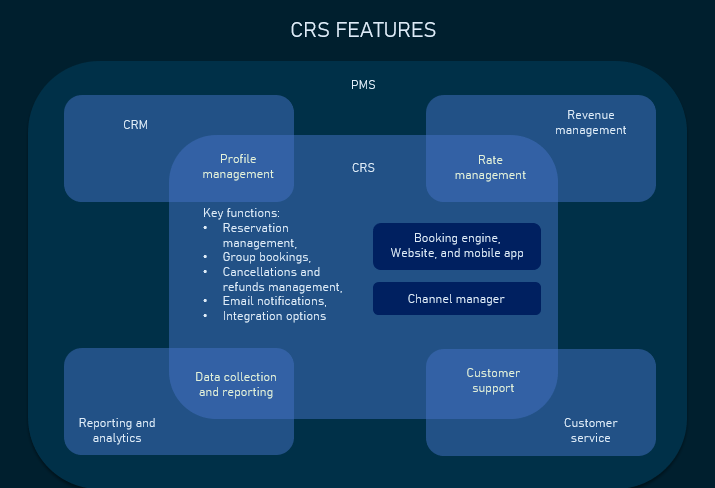 CRS FEATURES
PMS
CRM
Revenue
management
Profile
management
CRS
Rate
management
Key functions:
• Reservation
management,
• Group bookings,
• Cancellations and
refunds management,
• Email notifications,
• Integration options
Booking engine,
Website, and mobile app
Channel manager
Data collection
and reporting
Customer
support
Reporting and
analytics
Customer
service